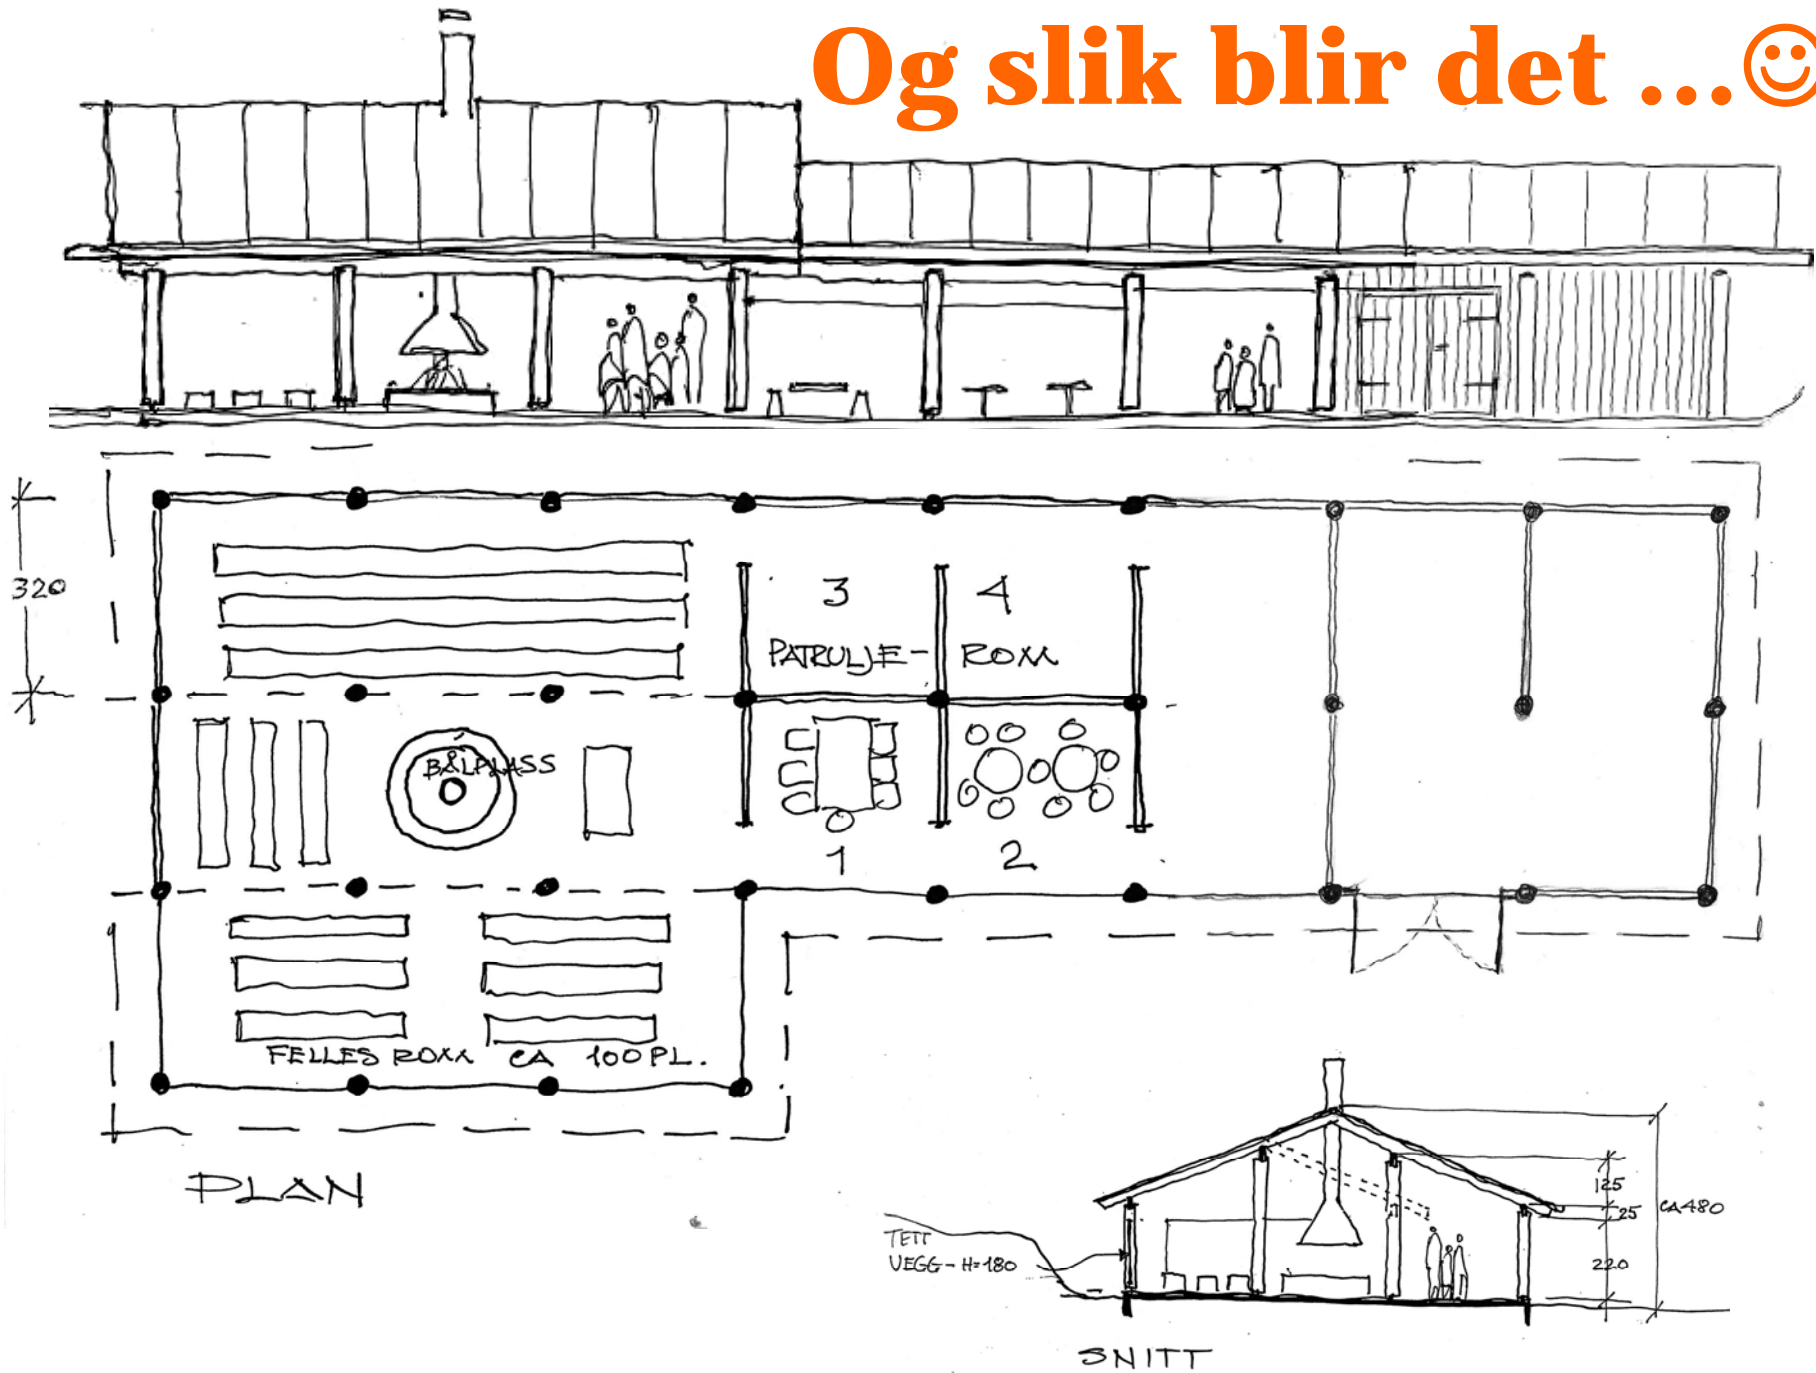 Og slik blir det ...☺
320
3 4
PATRULJE- ROM
BÅLPLASS
1 2
FELLES ROM CA 100 PL.
PLAN
125
25
CA 480
220
TETT
VEGG - H=180
SNITT